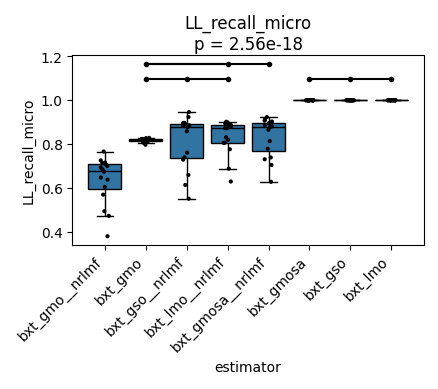 LL_recall_micro
p = 2.56e-18
LL_recall_micro
1.2
1.0
0.8
0.6
0.4
bxt_gmo__nrlmf
bxt_gmo
bxt_gso__nrlmf
bxt_lmo__nrlmf
bxt_gmosa__nrlmf
bxt_gmosa
bxt_gso
bxt_lmo
estimator